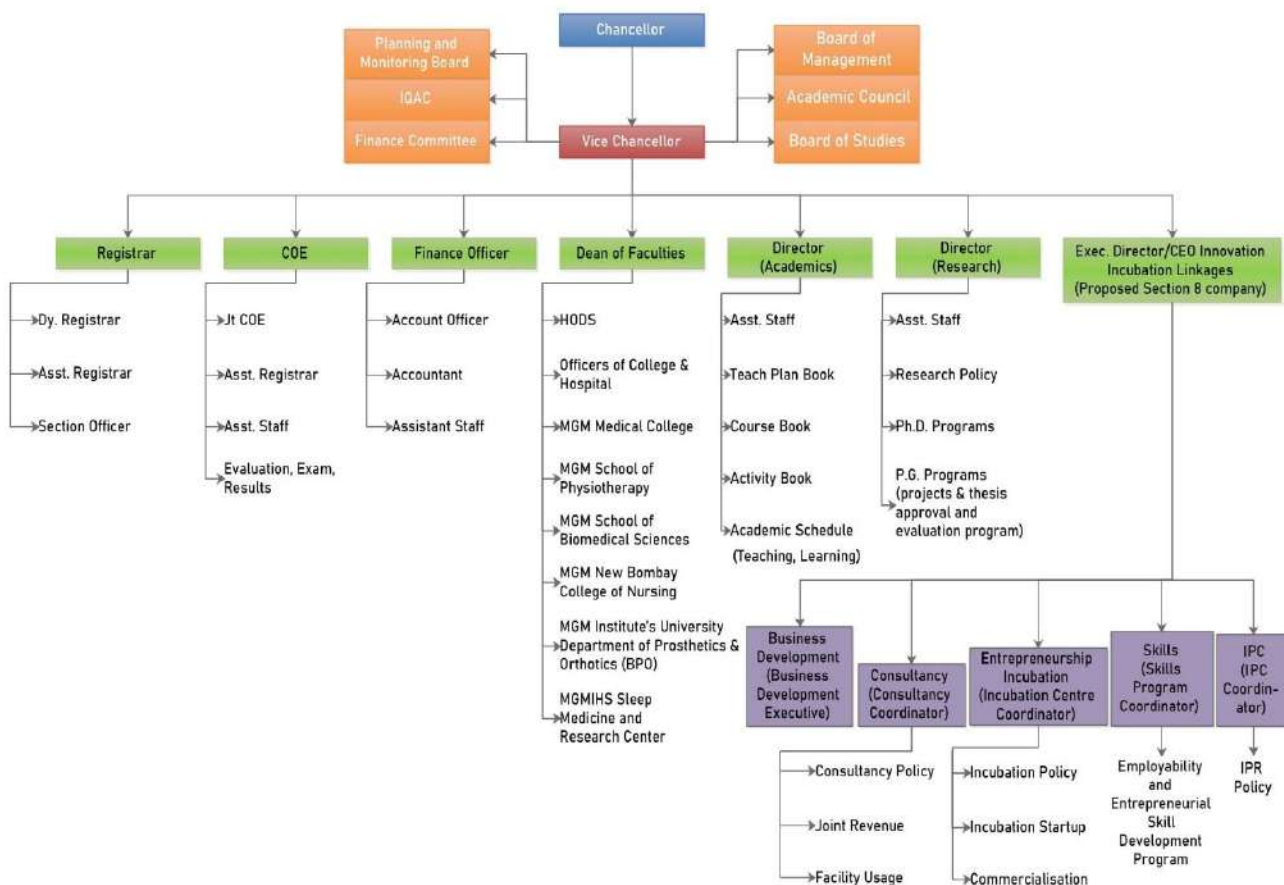 Chancellor
Planning and
Monitoring Board
IQAC
Finance Committee
Vice Chancellor
Board of
Management
Academic Council
Board of Studies
Registrar
Dy. Registrar
Asst. Registrar
Section Officer
COE
Jt COE
Asst. Registrar
Asst. Staff
Evaluation, Exam,
Results
Finance Officer
Account Officer
Accountant
Assistant Staff
Dean of Faculties
HODS
Officers of College &
Hospital
MGM Medical College
MGM School of
Physiotherapy
MGM School of
Biomedical Sciences
MGM New Bombay
College of Nursing
MGM Institute's University
Department of Prosthetics &
Orthotics (BPO)
MGMIHS Sleep
Medicine and
Research Center
Director
(Academics)
Asst. Staff
Teach Plan Book
Course Book
Activity Book
Academic Schedule
(Teaching, Learning)
Director
(Research)
Asst. Staff
Research Policy
Ph.D. Programs
P.G. Programs
(projects & thesis
approval and
evaluation program)
Exec. Director/CEO Innovation
Incubation Linkages
(Proposed Section 8 company)
Business
Development
(Business
Development
Executive)
Consultancy
(Consultancy
Coordinator)
Consultancy Policy
Joint Revenue
Facility Usage
Entrepreneurship
Incubation
(Incubation Centre
Coordinator)
Incubation Policy
Incubation Startup
Commercialisation
Skills
(Skills
Program
Coordinator)
Employability
and
Entrepreneurial
Skill
Development
Program
IPC
(IPC
Coordin-
ator)
IPR
Policy